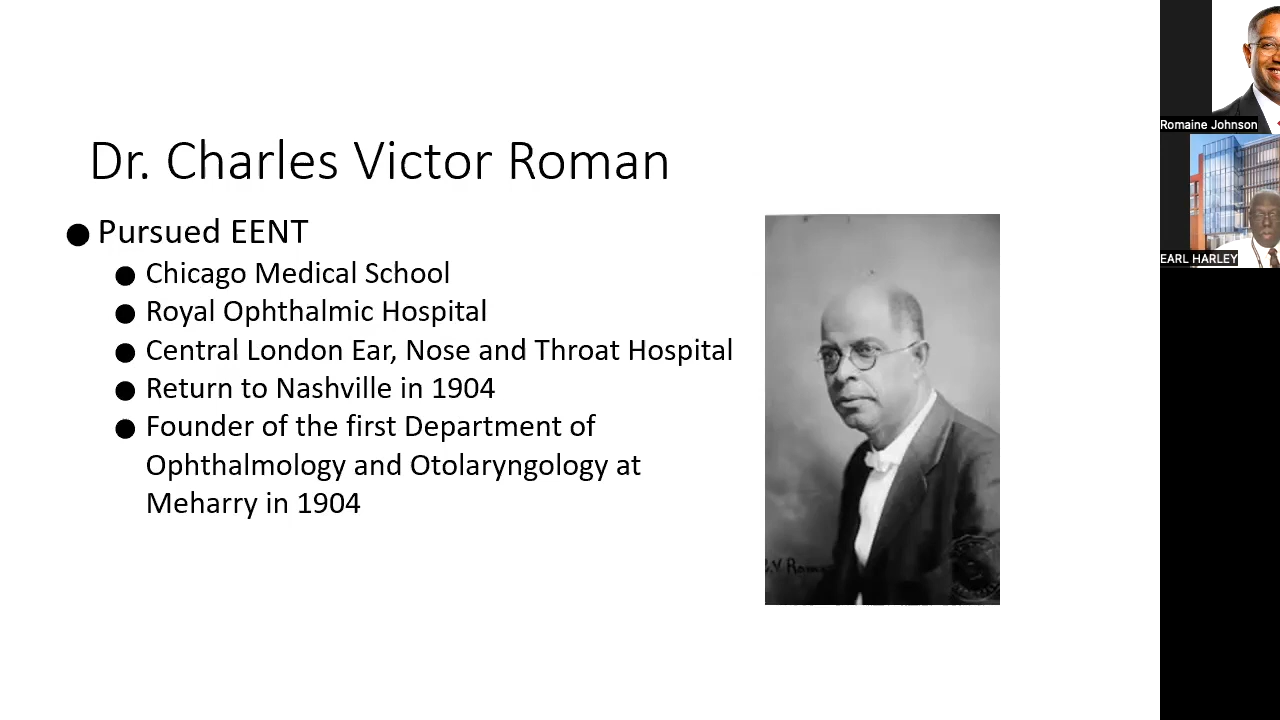 Dr. Charles Victor Roman
● Pursued EENT
● Chicago Medical School
● Royal Ophthalmic Hospital
● Central London Ear, Nose and Throat Hospital
● Return to Nashville in 1904
● Founder of the first Department of
Ophthalmology and Otolaryngology at
Meharry in 1904
.V. Roma
Romaine Johnson
EARL HARLEY